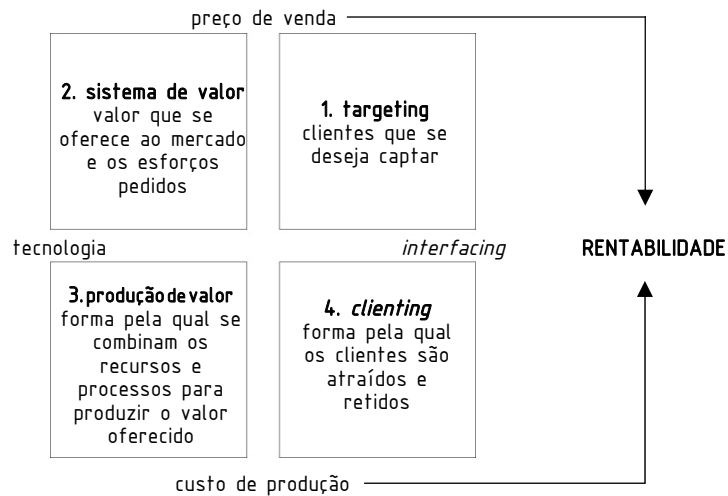 preço de venda
2. sistema de valor
valor que se
oferece ao mercado
e os esforços
pedidos
1. targeting
clientes que se
deseja captar
tecnologia
interfacing
RENTABILIDADE
3. produção de valor
forma pela qual se
combinam os
recursos e
processos para
produzir o valor
oferecido
4. clienting
forma pela qual
os clientes são
atraídos e
retidos
custo de produção